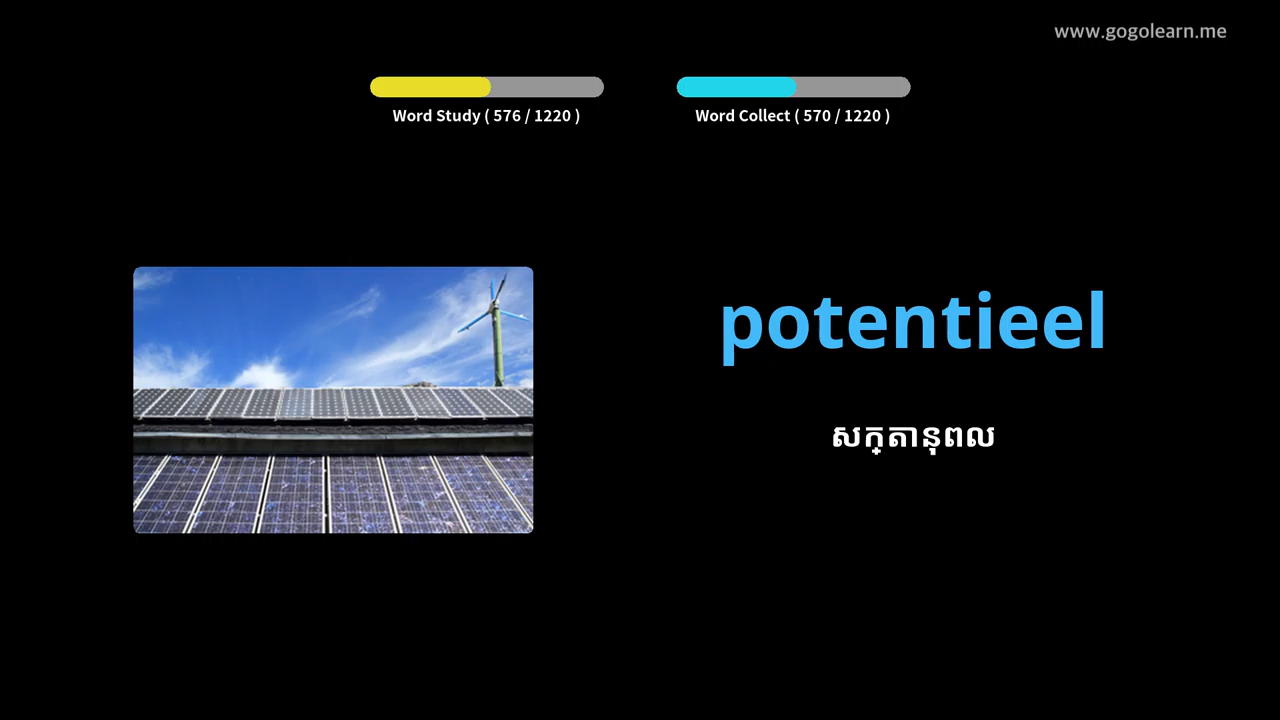 www.gogolearn.me
Word Study ( 576 / 1220 )
Word Collect ( 570 / 1220 )
potentieel
សក្តានុពល